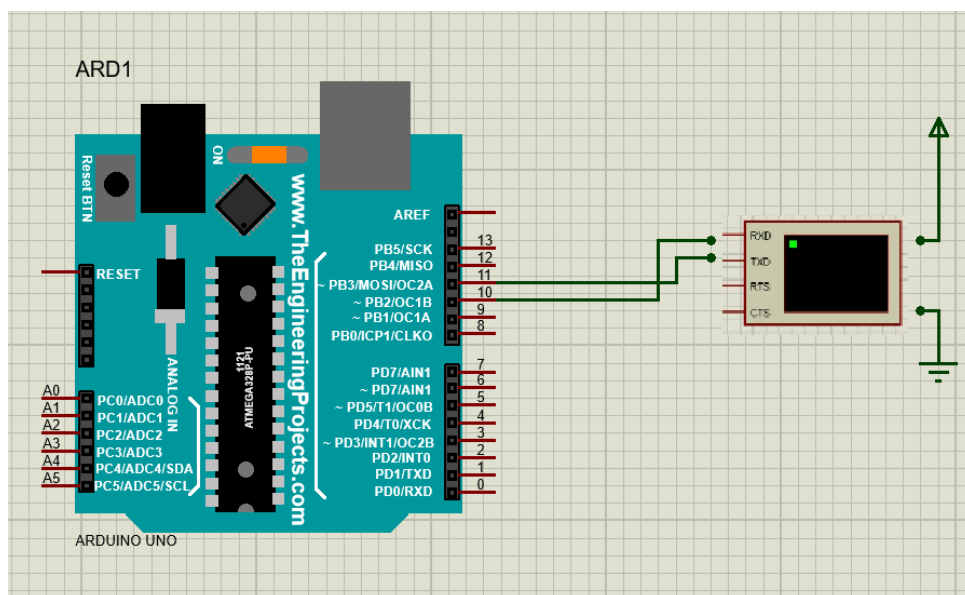 ARD1
Reset BTN
ON
www.TheEngineeringProjects.com
AREF
PB5/SCK 13
PB4/MISO 12
~ PB3/MOSI/OC2A 11
~ PB2/OC1B 10
~ PB1/OC1A 9
PB0/ICP1/CLKO 8
RESET
1121
ATMEGA328P-PU
ANALOG IN
PD7/AIN1 7
~ PD7/AIN1 6
~ PD5/T1/OC0B 5
PD4/T0/XCK 4
~ PD3/INT1/OC2B 3
PD2/INT0 2
PD1/TXD 1
PD0/RXD 0
A0 PC0/ADC0
A1 PC1/ADC1
A2 PC2/ADC2
A3 PC3/ADC3
A4 PC4/ADC4/SDA
A5 PC5/ADC5/SCL
ARDUINO UNO
RXD
TXD
RTS
CTS